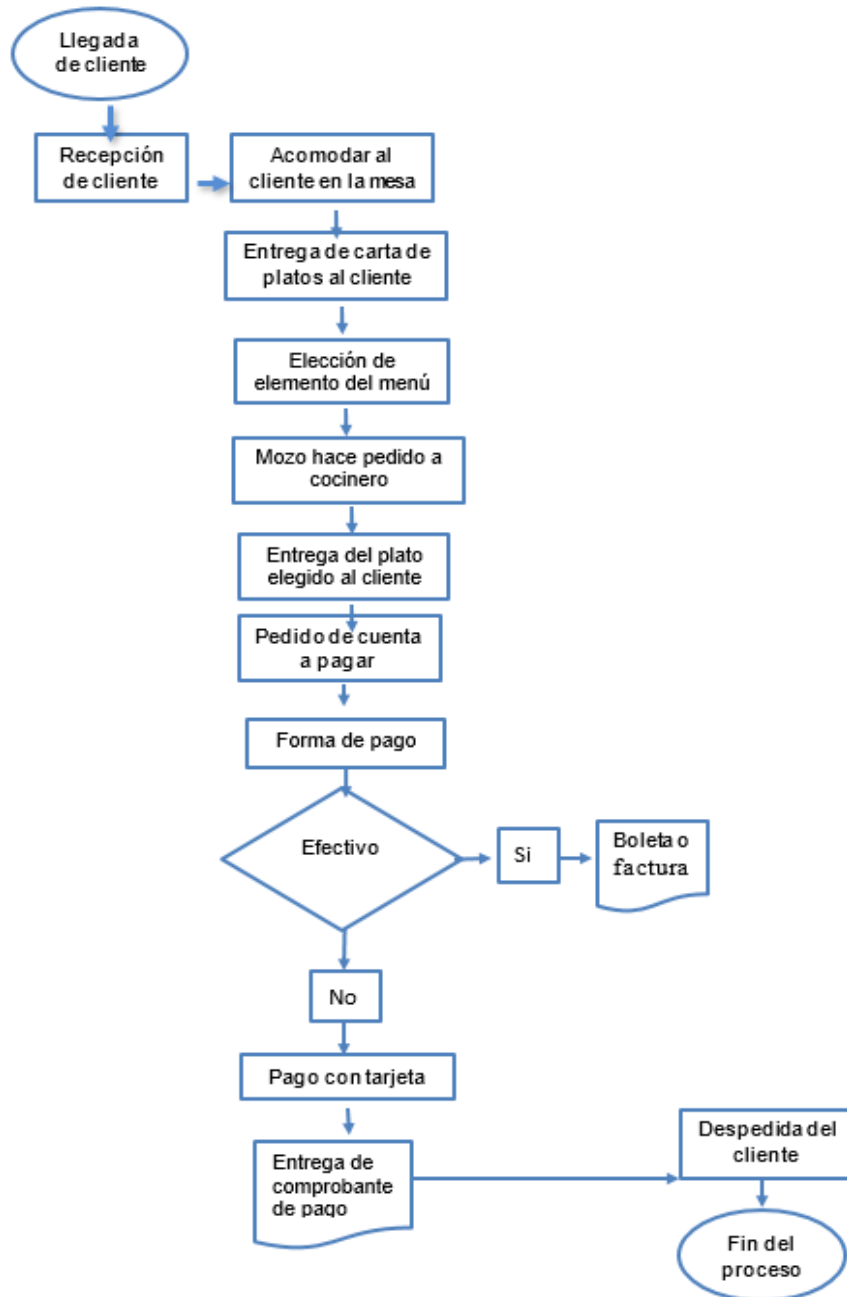 Llegada
de cliente
Recepción
de cliente
Acomodar al
cliente en la mesa
Entrega de carta de
platos al cliente
Elección de
elemento del menú
Mozo hace pedido a
cocinero
Entrega del plato
elegido al cliente
Pedido de cuenta
a pagar
Forma de pago
Efectivo
Si
Boleta o
factura
No
Pago con tarjeta
Entrega de
comprobante
de pago
Despedida del
cliente
Fin del
proceso